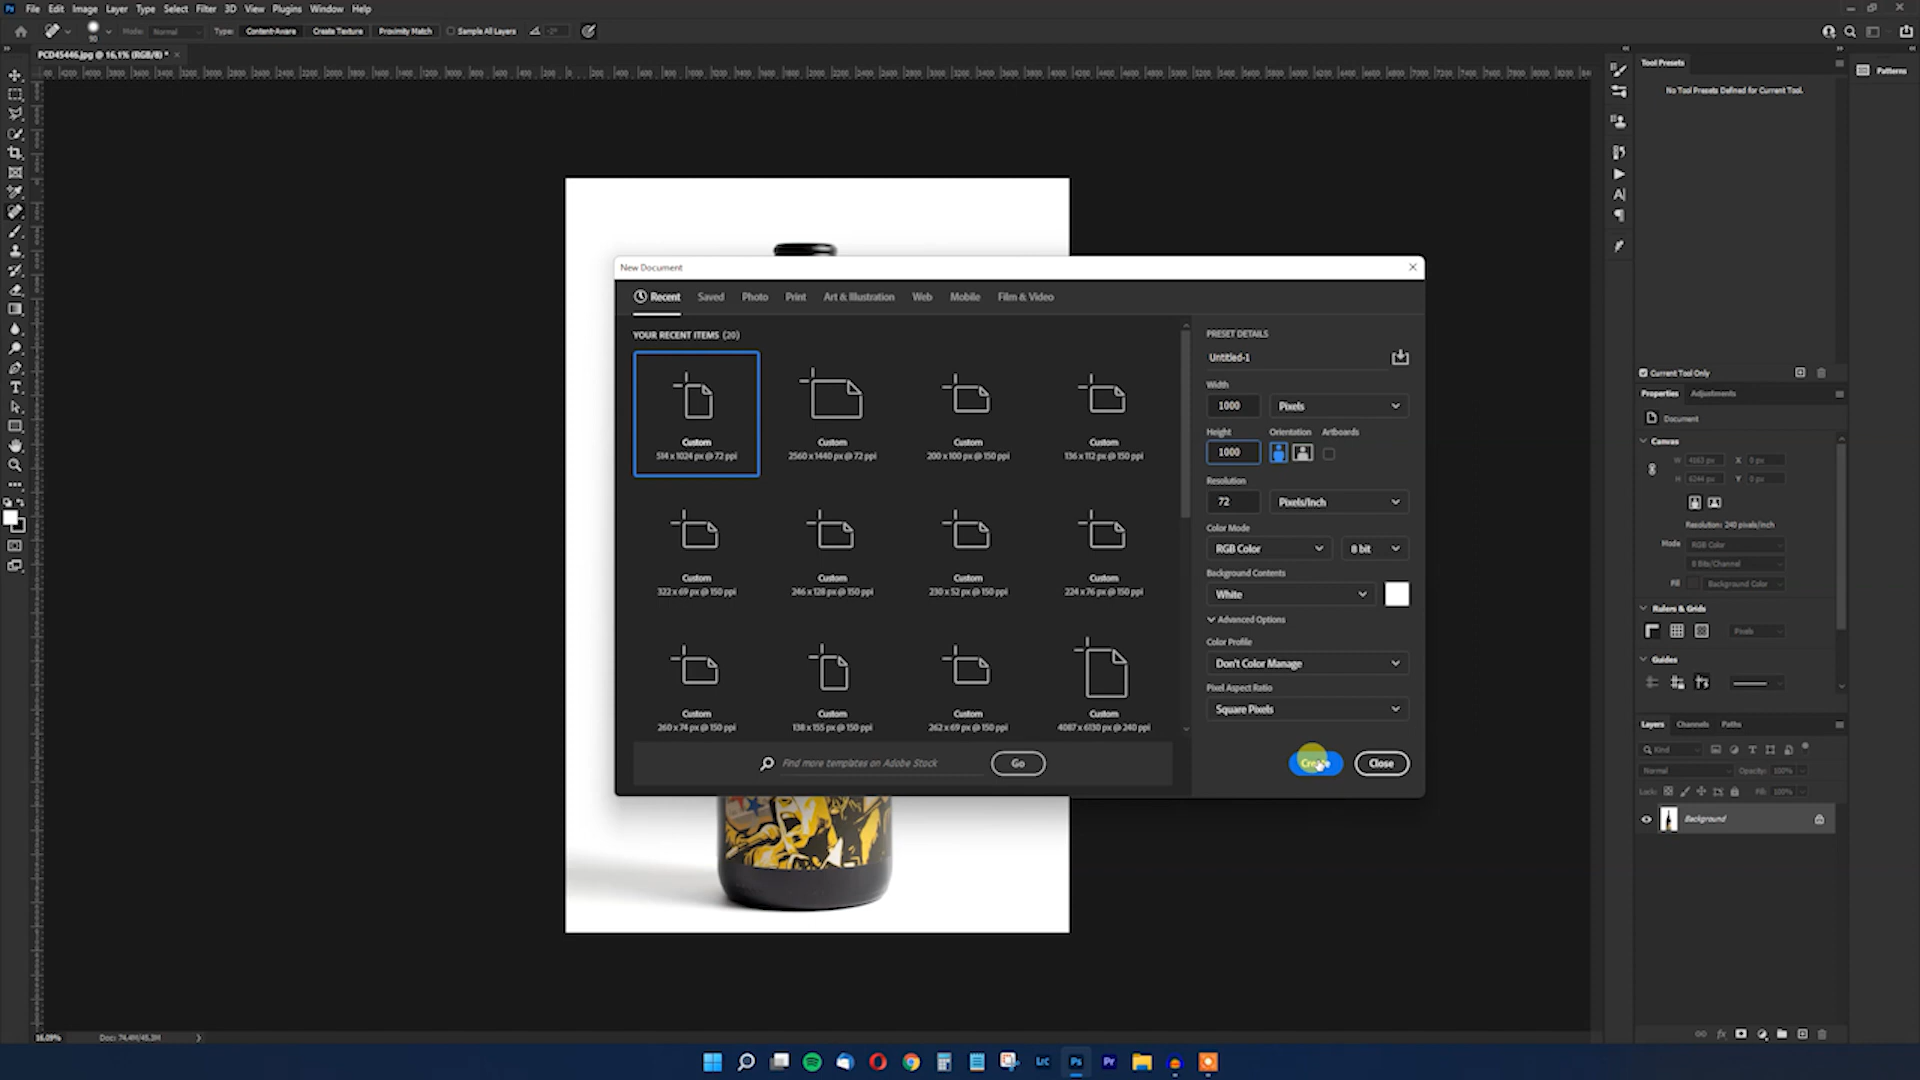 Ps File Edit Image Layer Type Select Filter 3D View Plugins Window Help
90 Mode: Normal Type: Content-Aware Create Texture Proximity Match Sample All Layers
PCD45446.jpg @ 16,1% (RGB/8) *
Tool Presets
Patterns
No Tool Presets Defined for Current Tool.
New Document
Recent Saved Photo Print Art & Illustration Web Mobile Film & Video
YOUR RECENT ITEMS (20)
Custom
514 x 1024 px @ 72 ppi
Custom
2560 x 1440 px @ 72 ppi
Custom
200 x 100 px @ 150 ppi
Custom
136 x 112 px @ 150 ppi
Custom
322 x 69 px @ 150 ppi
Custom
246 x 128 px @ 150 ppi
Custom
230 x 52 px @ 150 ppi
Custom
224 x 76 px @ 150 ppi
Custom
260 x 74 px @ 150 ppi
Custom
138 x 155 px @ 150 ppi
Custom
262 x 69 px @ 150 ppi
Custom
4087 x 6130 px @ 240 ppi
Find more templates on Adobe Stock
Go
PRESET DETAILS
Untitled-1
Width
1000 Pixels
Height Orientation Artboards
1000
Resolution
72 Pixels/Inch
Color Mode
RGB Color 8 bit
Background Contents
White
Advanced Options
Color Profile
Don't Color Manage
Pixel Aspect Ratio
Square Pixels
Create Close
Current Tool Only
Properties Adjustments
Document
Canvas
W 4163 px X 0 px
H 6244 px Y 0 px
Resolution: 240 pixels/inch
Mode RGB Color
8 Bits/Channel
Fill Background Color
Rulers & Grids
Pixels
Guides
Layers Channels Paths
Kind
Normal Opacity: 100%
Lock: Fill: 100%
Background
16,09% Doc: 74,4M/45,3M
Lrc Ps Pr